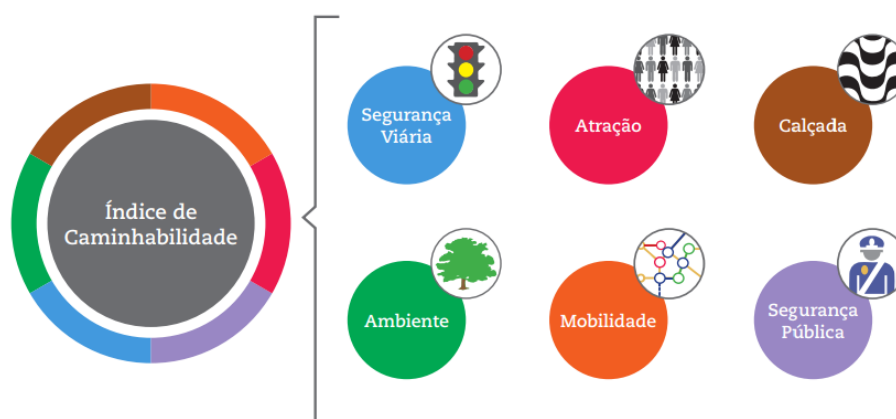 Índice de
Caminhabilidade
Segurança
Viária
Atração
Calçada
Ambiente
Mobilidade
Segurança
Pública